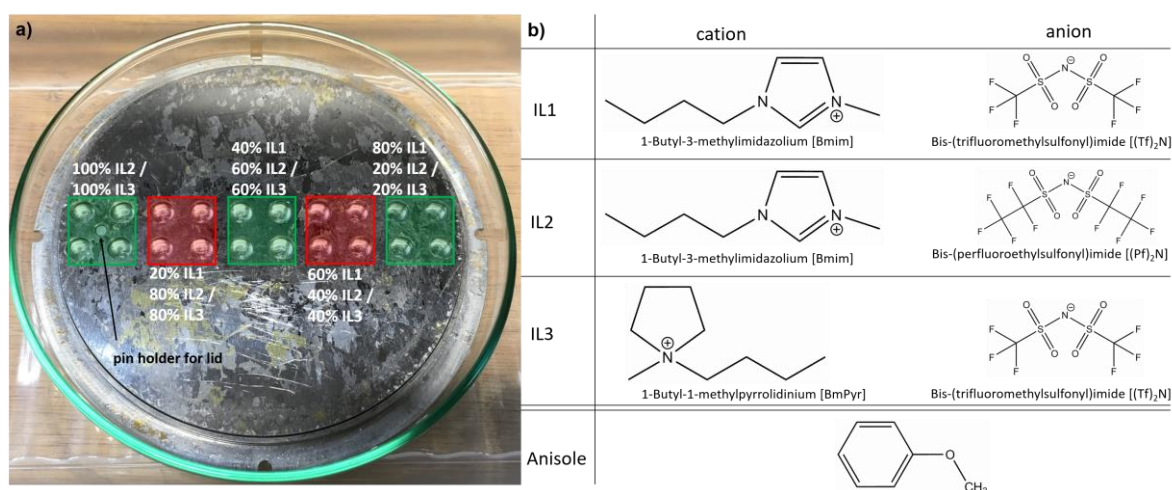 a)
100% IL2 /
100% IL3
40% IL1
60% IL2 /
60% IL3
80% IL1
20% IL2 /
20% IL3
20% IL1
80% IL2 /
80% IL3
60% IL1
40% IL2 /
40% IL3
pin holder for lid
b)
cation
anion
IL1
N
N
⊕
1-Butyl-3-methylimidazolium [Bmim]
O
O
N
⊖
S
S
O
O
F
F
F
F
F
F
Bis-(trifluoromethylsulfonyl)imide [(Tf)₂N]
IL2
N
N
⊕
1-Butyl-3-methylimidazolium [Bmim]
O
O
N
⊖
S
S
O
O
F
F
F
F
F
F
F
F
F
F
Bis-(perfluoroethylsulfonyl)imide [(Pf)₂N]
IL3
⊕
N
1-Butyl-1-methylpyrrolidinium [BmPyr]
O
O
N
⊖
S
S
O
O
F
F
F
F
F
F
Bis-(trifluoromethylsulfonyl)imide [(Tf)₂N]
Anisole
O
CH₃